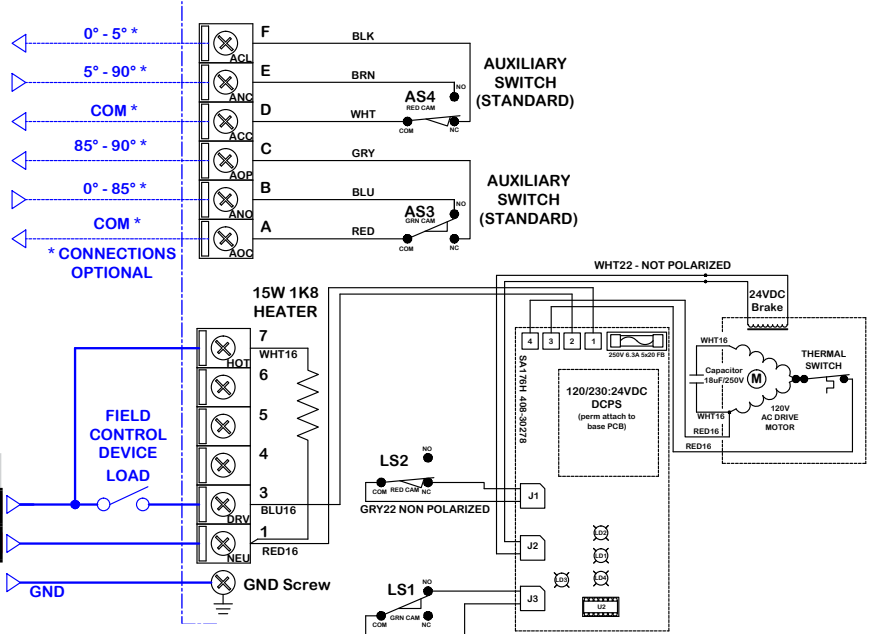 0° - 5° *
ACL
F
BLK
5° - 90° *
ANC
E
BRN
NO
COM *
ACC
D
WHT
AS4
RED CAM
COM
NC
AUXILIARY
SWITCH
(STANDARD)
85° - 90° *
AOP
C
GRY
0° - 85° *
ANO
B
BLU
NO
COM *
AOC
A
RED
AS3
GRN CAM
COM
NC
AUXILIARY
SWITCH
(STANDARD)
* CONNECTIONS
OPTIONAL
WHT22 - NOT POLARIZED
15W 1K8
HEATER
24VDC
Brake
7
HOT
WHT16
6
5
4
3
DRV
BLU16
1
NEU
RED16
FIELD
CONTROL
DEVICE
LOAD
GND
GND Screw
4
3
2
1
250V 6.3A 5x20 FB
SA176H 408-30278
120/230:24VDC
DCPS
(perm attach to
base PCB)
WHT16
Capacitor
18uF/250V
M
THERMAL
SWITCH
WHT16
120V
AC DRIVE
MOTOR
RED16
RED16
LS2
NO
COM
RED CAM
NC
GRY22 NON POLARIZED
J1
J2
J3
LD2
LD1
LD3
LD4
U2
LS1
NO
GRN CAM
COM
NC